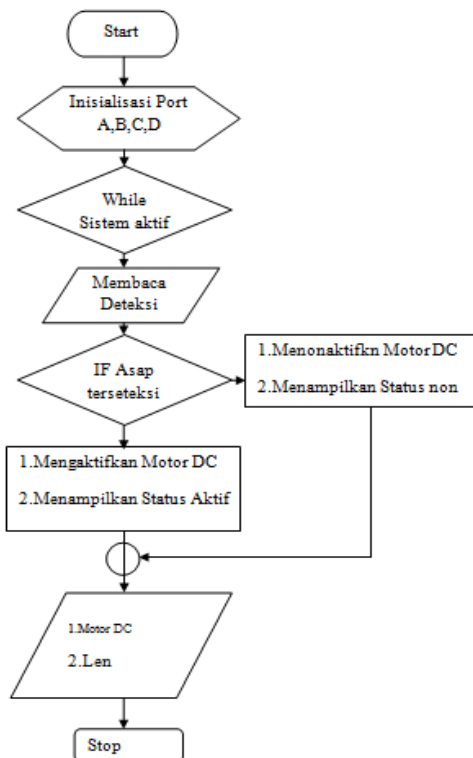 Start
Inisialisasi Port
A,B,C,D
While
Sistem aktif
Membaca
Deteksi
IF Asap
terseteksi
1.Menonaktifkn Motor DC
2.Menampilkan Status non
1.Mengaktifkan Motor DC
2.Menampilkan Status Aktif
1.Motor DC
2.Len
Stop